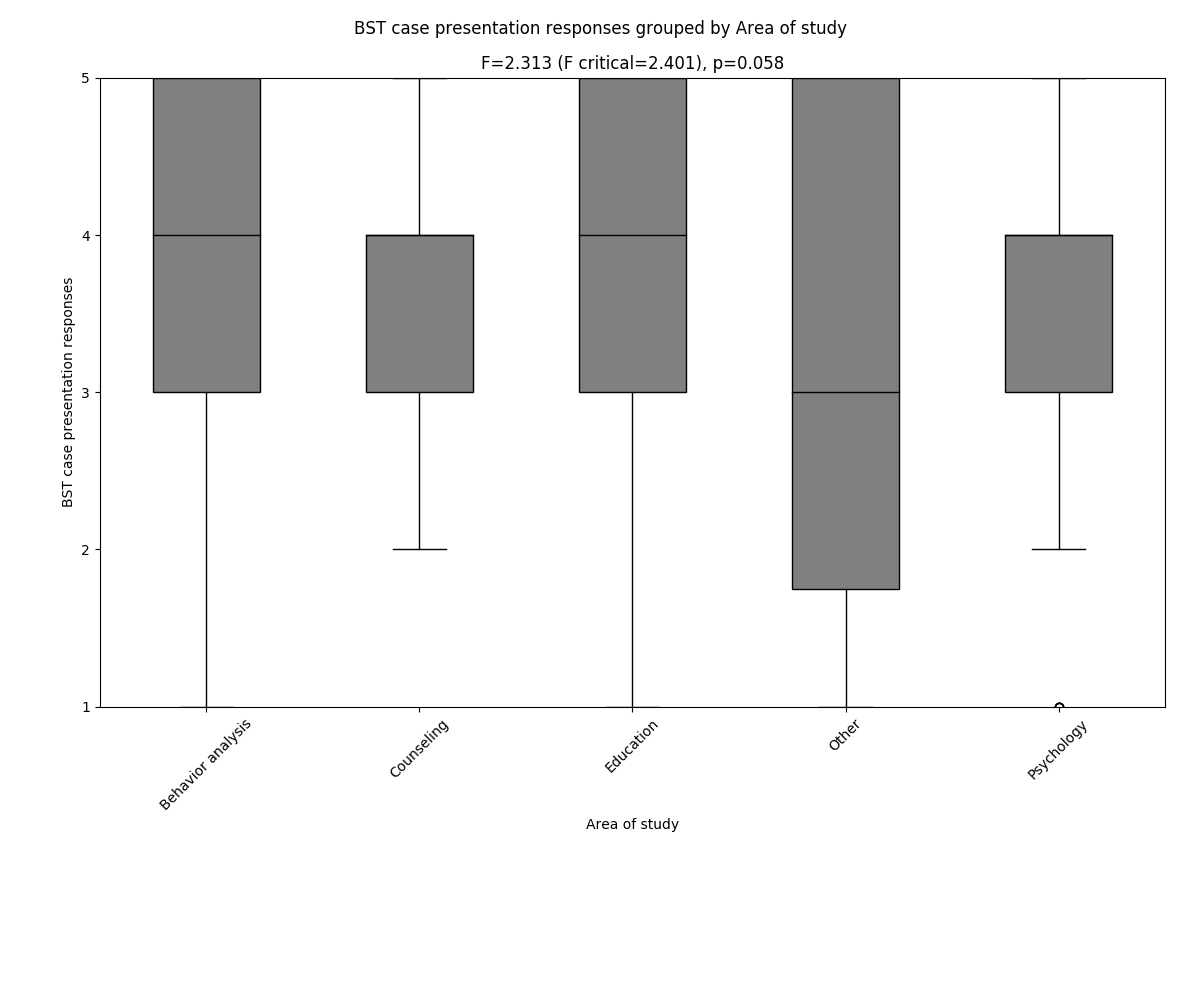 BST case presentation responses grouped by Area of study
F=2.313 (F critical=2.401), p=0.058
5
4
3
2
1
BST case presentation responses
Behavior analysis
Counseling
Education
Other
Psychology
Area of study